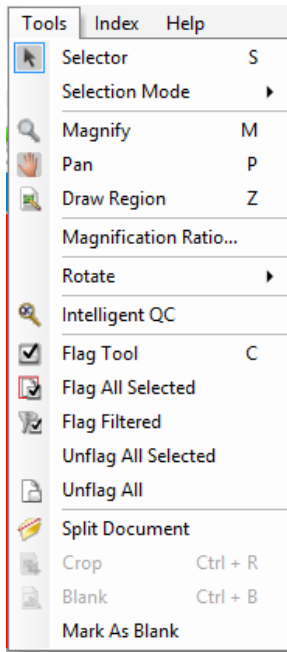 Tools Index Help
Selector S
Selection Mode
Magnify M
Pan P
Draw Region Z
Magnification Ratio...
Rotate
Intelligent QC
Flag Tool C
Flag All Selected
Flag Filtered
Unflag All Selected
Unflag All
Split Document
Crop Ctrl + R
Blank Ctrl + B
Mark As Blank